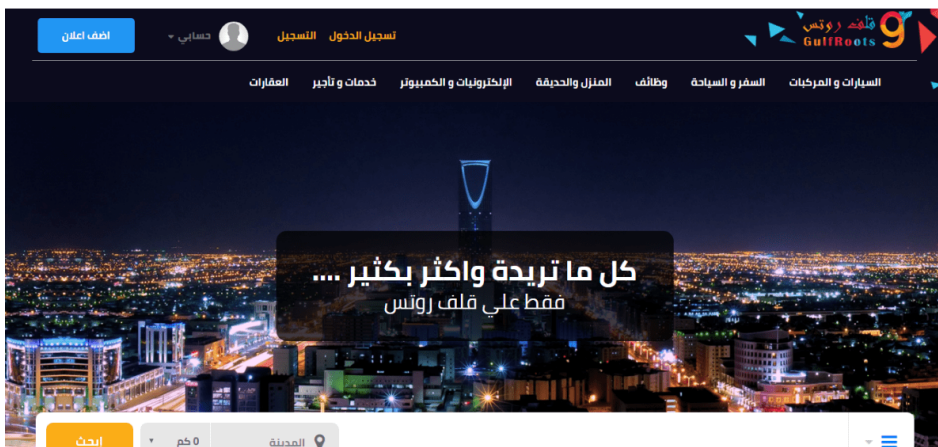 قلف روتس
GulfRoots
تسجيل الدخول التسجيل
حسابي
اضف اعلان
السيارات و المركبات السفر و السياحة وظائف المنزل والحديقة الإلكترونيات و الكمبيوتر خدمات و تأجير العقارات
كل ما تريدة واكثر بكثير ....
فقط على قلف روتس
المدينة
0 كم
ابحث